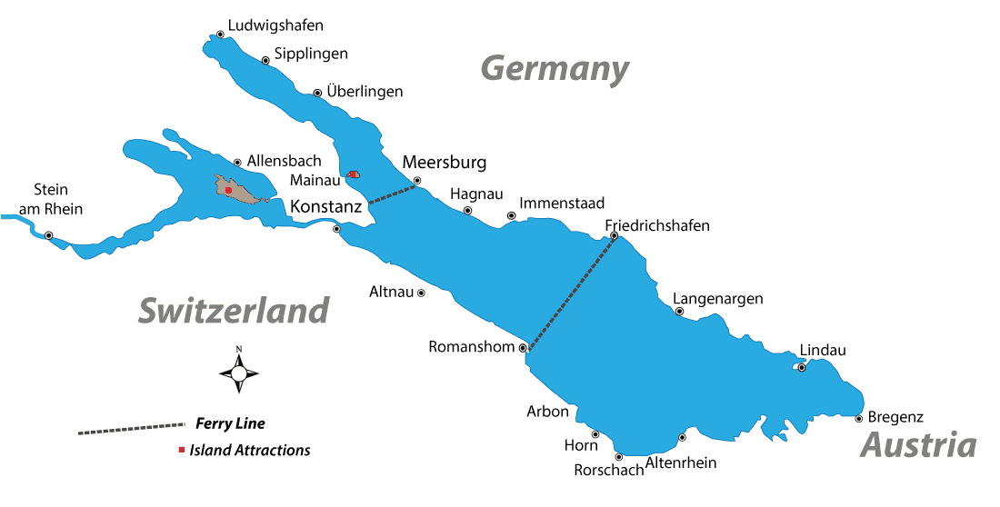 Ludwigshafen
Sipplingen
Germany
Überlingen
Allensbach
Meersburg
Mainau
Stein
am Rhein
Hagnau
Immenstaad
Konstanz
Friedrichshafen
Altnau
Langenargen
Switzerland
Romanshom
Lindau
N
Arbon
Bregenz
Ferry Line
Horn
Austria
Island Attractions
Rorschach
Altenrhein